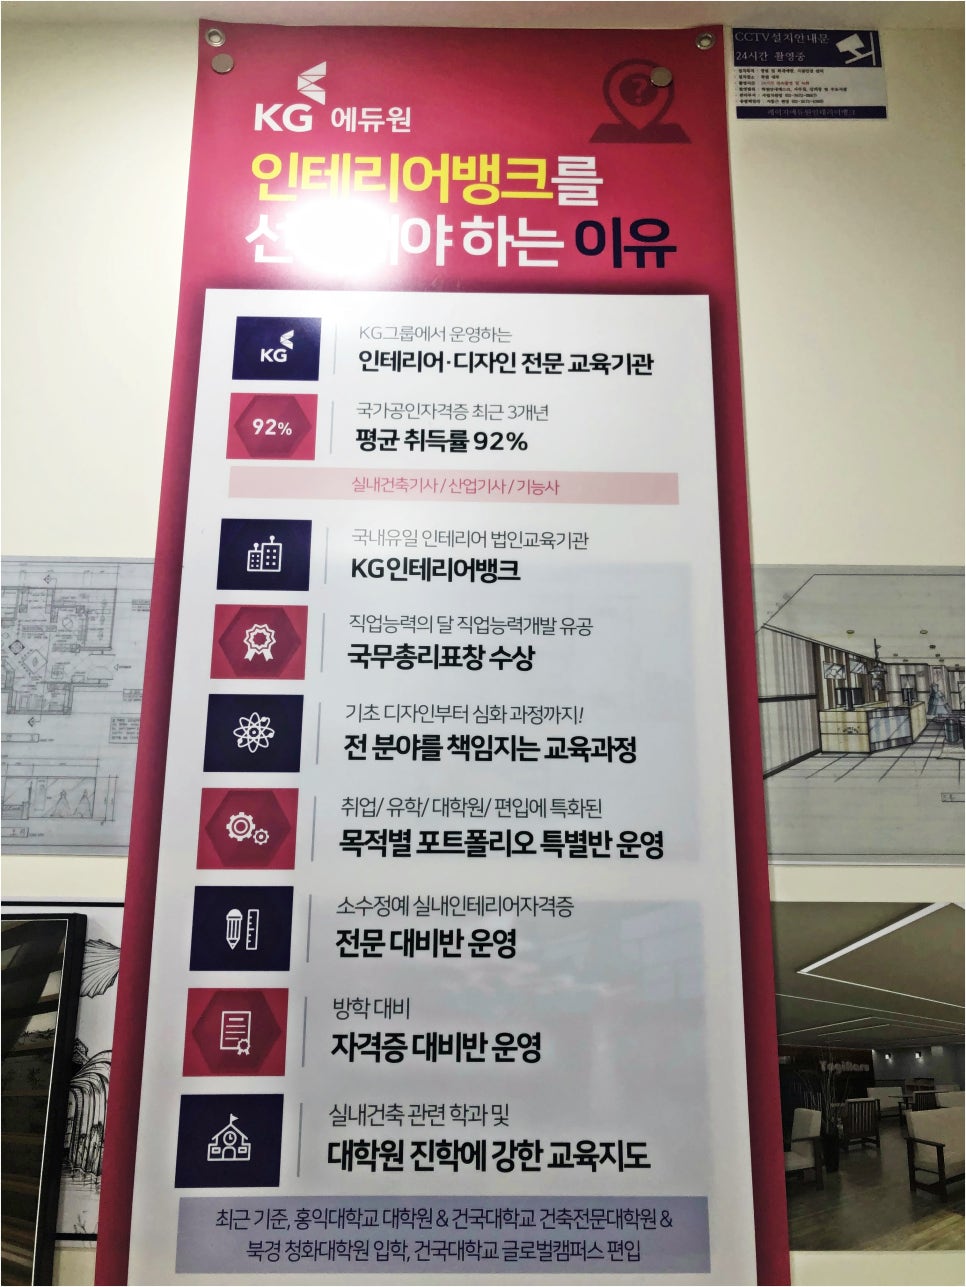 KG 에듀원
인테리어뱅크를
야 하는 이유
KG
KG그룹에서 운영하는
인테리어·디자인 전문 교육기관
92%
국가공인자격증 최근 3개년
평균 취득률 92%
실내건축기사 / 산업기사 / 기능사
국내유일 인테리어 법인교육기관
KG인테리어뱅크
직업능력의 달 직업능력개발 유공
국무총리표창 수상
기초 디자인부터 심화 과정까지!
전 분야를 책임지는 교육과정
취업/ 유학/ 대학원/ 편입에 특화된
목적별 포트폴리오 특별반 운영
소수정예 실내인테리어자격증
전문 대비반 운영
방학 대비
자격증 대비반 운영
실내건축 관련 학과 및
대학원 진학에 강한 교육지도
최근 기준, 홍익대학교 대학원 & 건국대학교 건축전문대학원 &
북경 청화대학원 입학, 건국대학교 글로벌캠퍼스 편입
CCTV설치안내문
24시간 촬영중
케이지에듀원인테리어뱅크